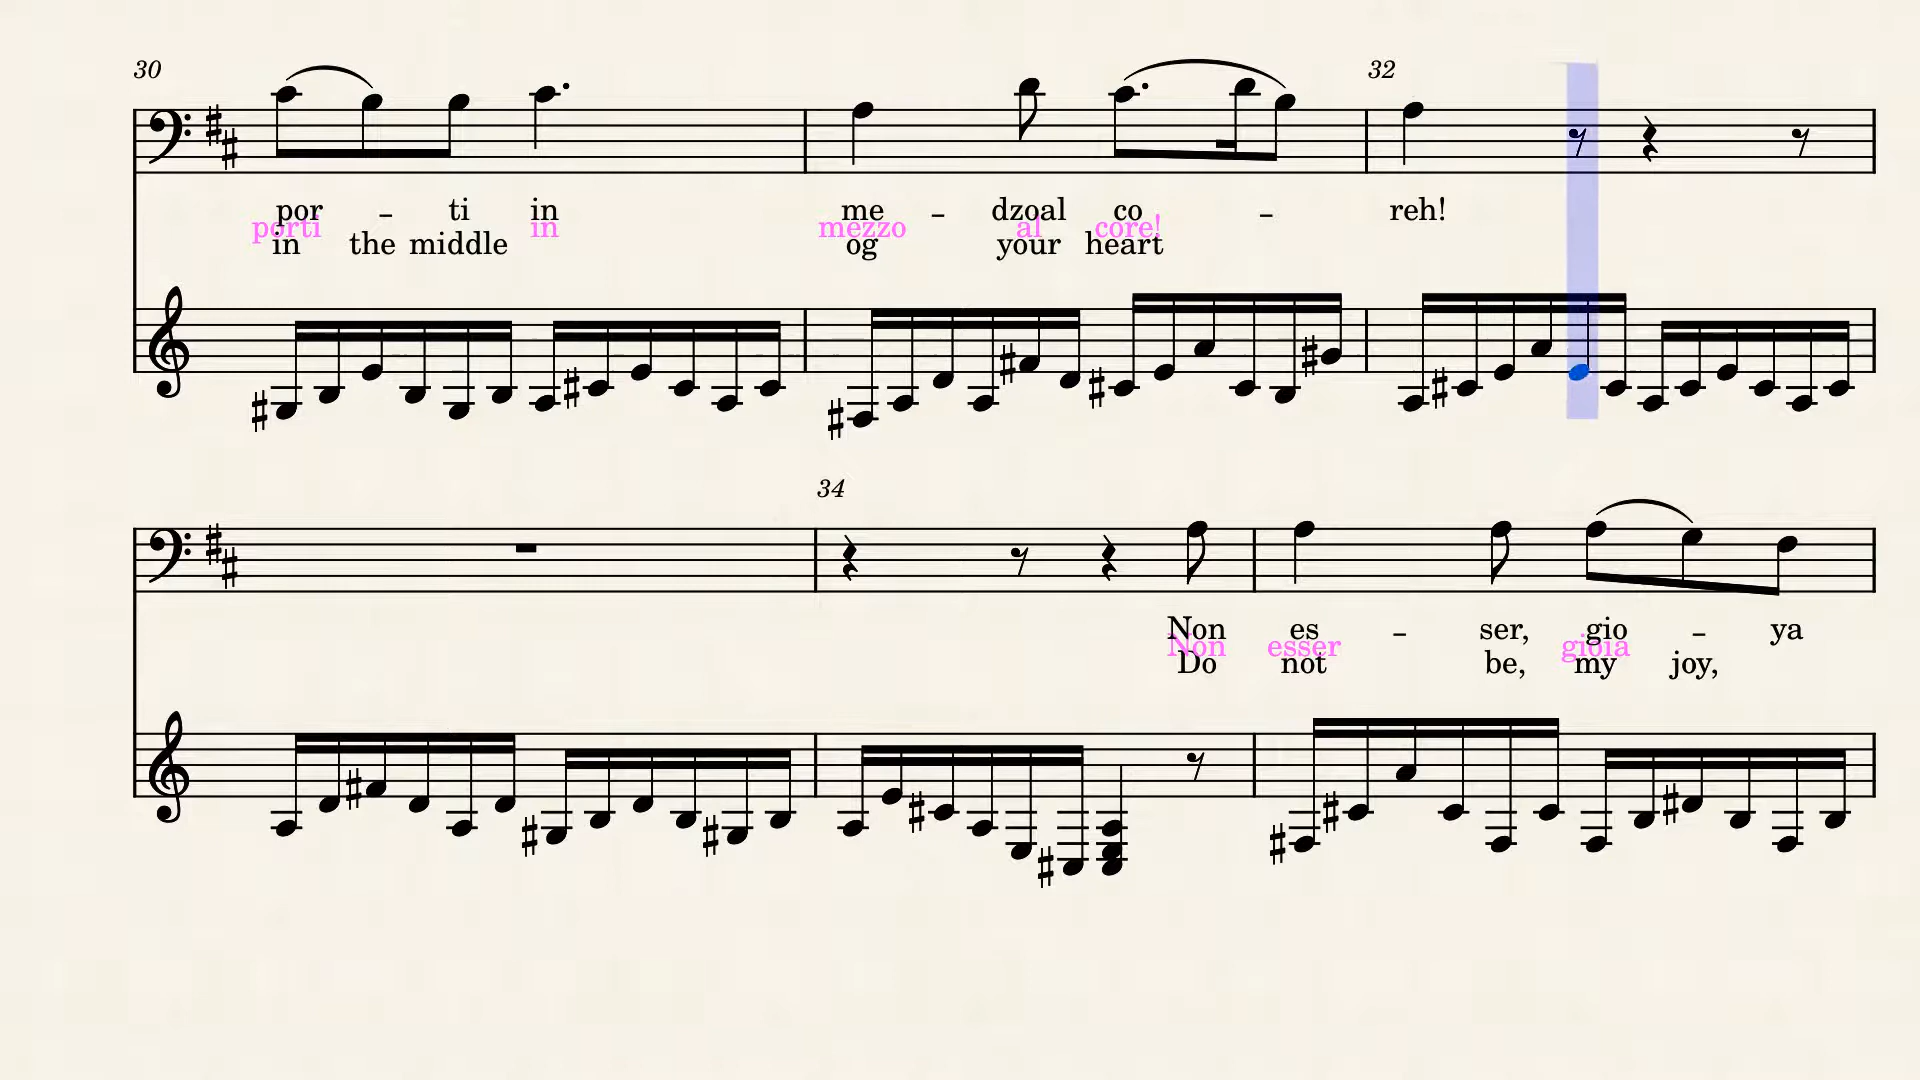 30 32
por - ti in me - dzoal co - reh!
porti in mezzo al core!
in the middle og your heart
34
Non es - ser, gio - ya
Non esser gioia
Do not be, my joy,